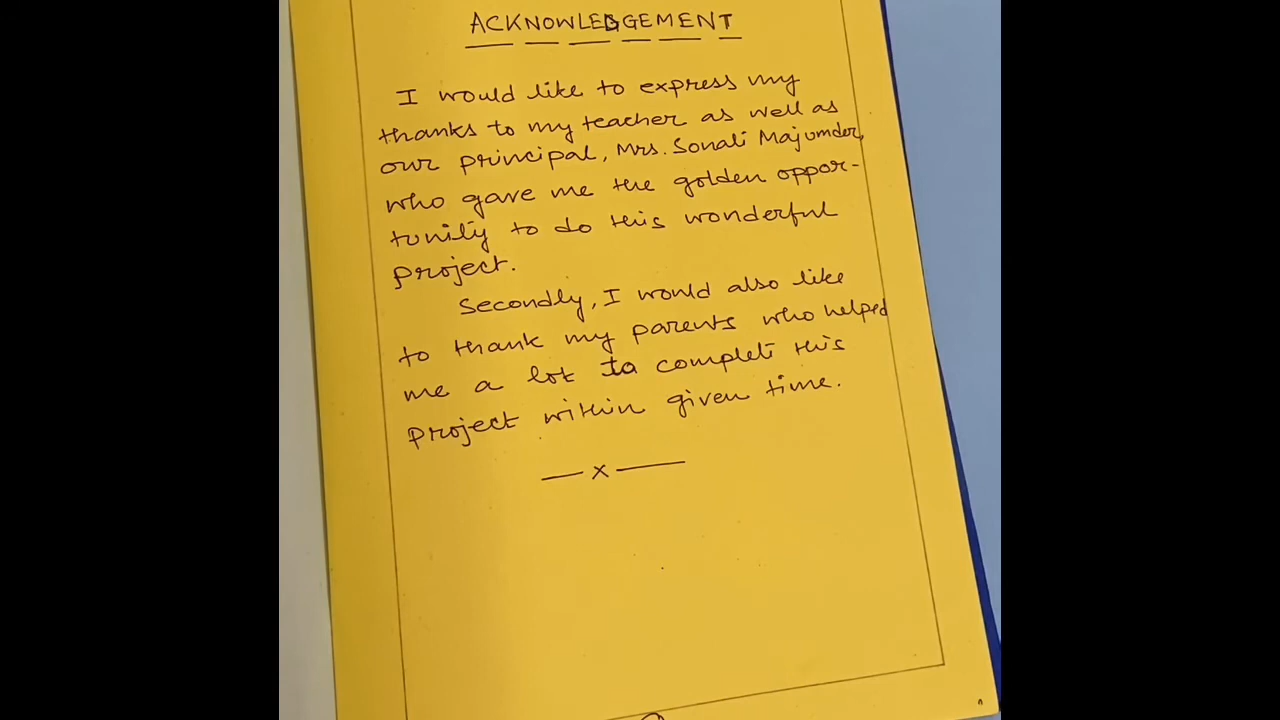 ACKNOWLEDGEMENT
I would like to express my
thanks to my teacher as well as
our principal, Mrs. Sonali Majumder,
who gave me the golden oppor-
tunity to do this wonderful
project.
Secondly, I would also like
to thank my parents who helped
me a lot to complete this
project within given time.
— x —